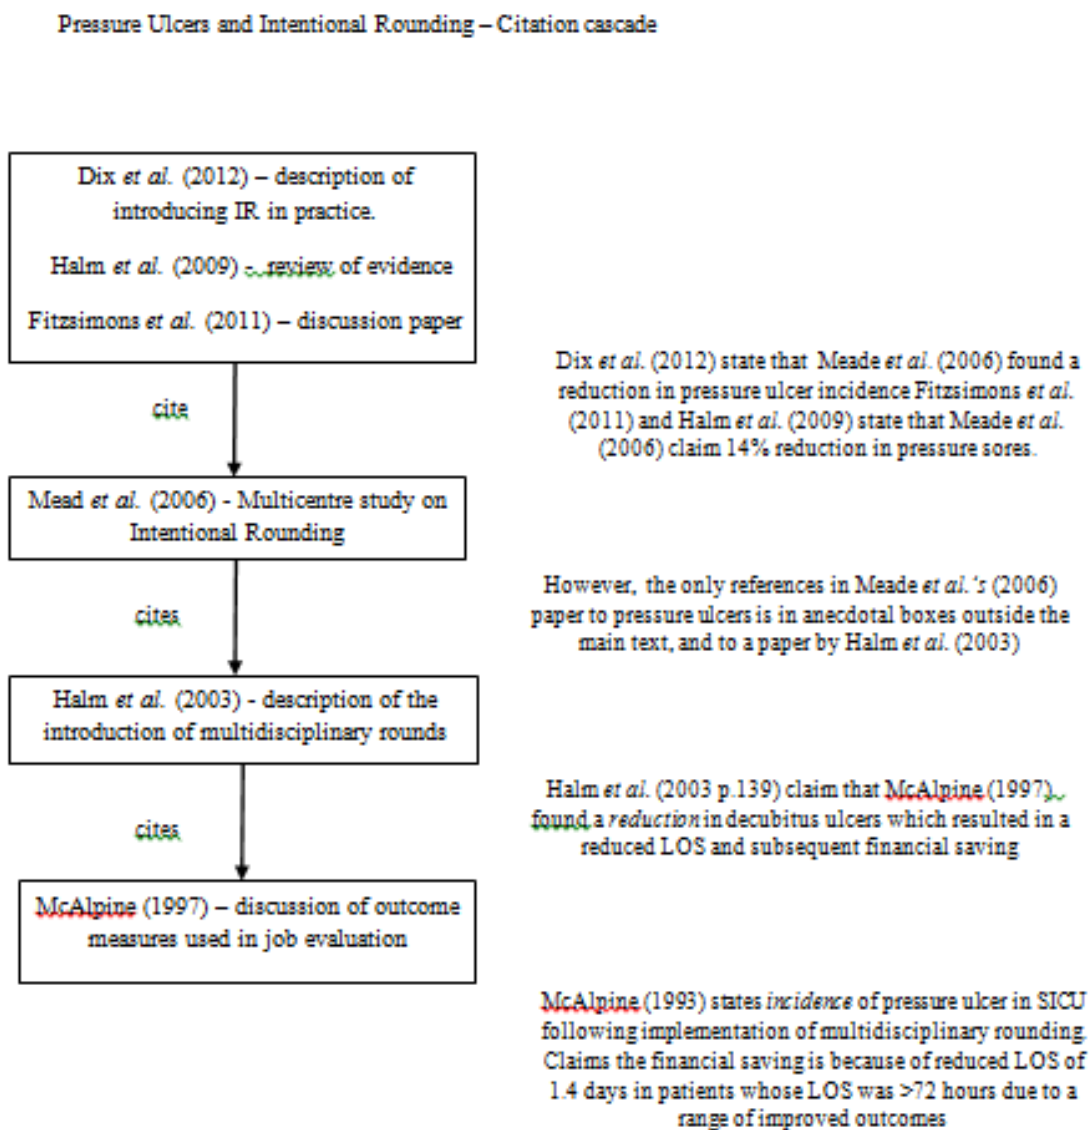 Pressure Ulcers and Intentional Rounding – Citation cascade
Dix et al. (2012) – description of
introducing IR in practice.
Halm et al. (2009) - review of evidence
Fitzsimons et al. (2011) – discussion paper
cite
Dix et al. (2012) state that Meade et al. (2006) found a
reduction in pressure ulcer incidence Fitzsimons et al.
(2011) and Halm et al. (2009) state that Meade et al.
(2006) claim 14% reduction in pressure sores.
Mead et al. (2006) - Multicentre study on
Intentional Rounding
cites
However, the only references in Meade et al.'s (2006)
paper to pressure ulcers is in anecdotal boxes outside the
main text, and to a paper by Halm et al. (2003)
Halm et al. (2003) - description of the
introduction of multidisciplinary rounds
cites
Halm et al. (2003 p.139) claim that McAlpine (1997)
found a reduction in decubitus ulcers which resulted in a
reduced LOS and subsequent financial saving
McAlpine (1997) – discussion of outcome
measures used in job evaluation
McAlpine (1993) states incidence of pressure ulcer in SICU
following implementation of multidisciplinary rounding.
Claims the financial saving is because of reduced LOS of
1.4 days in patients whose LOS was >72 hours due to a
range of improved outcomes